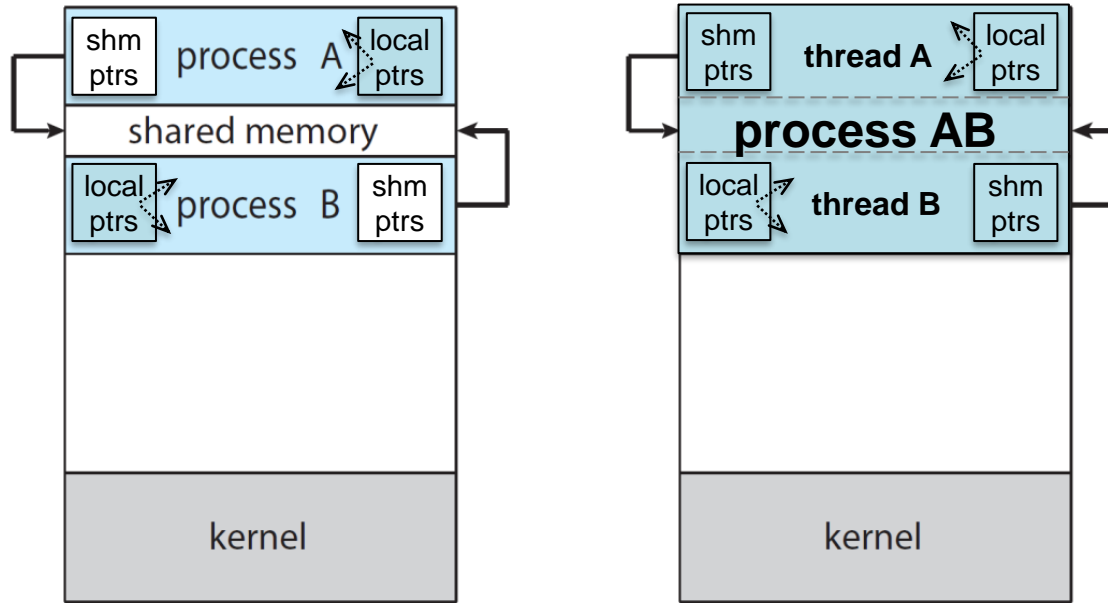 shm
ptrs
process A
local
ptrs
shared memory
local
ptrs
process B
shm
ptrs
kernel
shm
ptrs
thread A
local
ptrs
process AB
local
ptrs
thread B
shm
ptrs
kernel